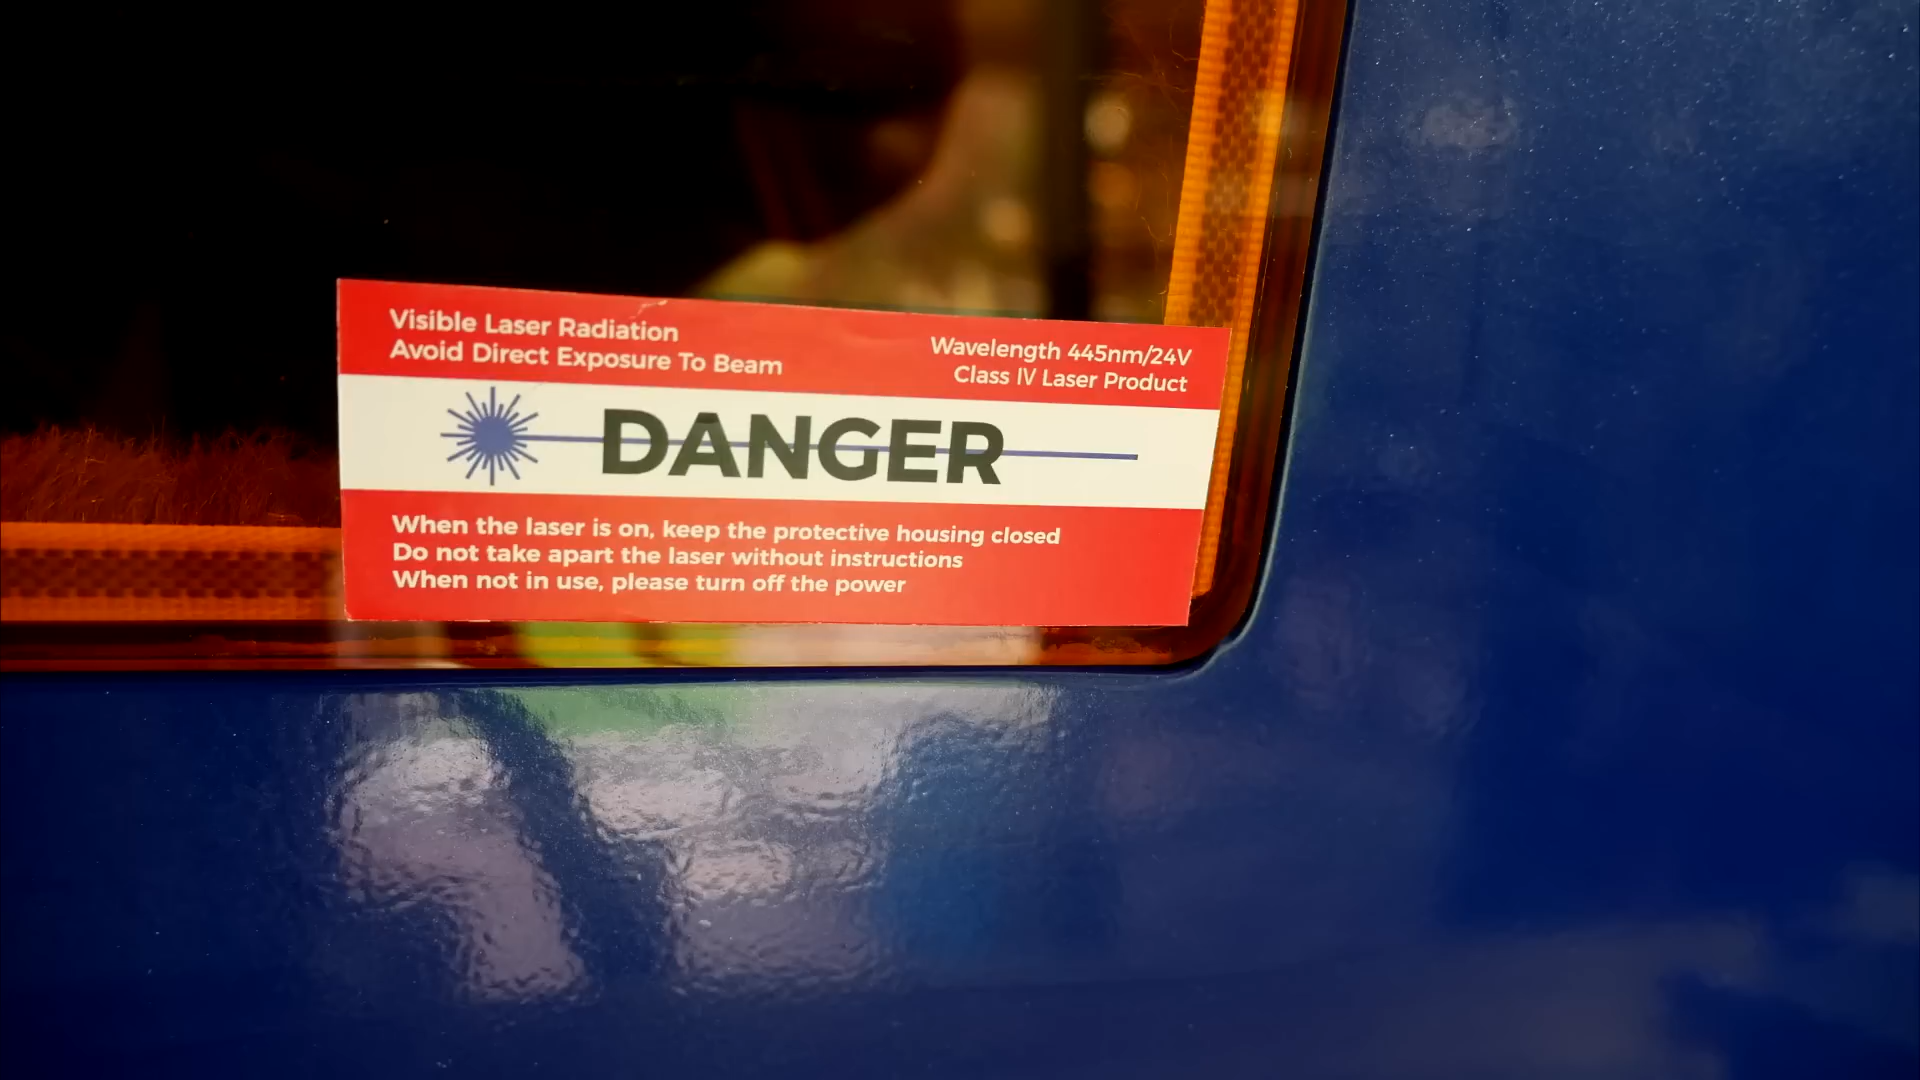 Visible Laser Radiation
Avoid Direct Exposure To Beam
Wavelength 445nm/24V
Class IV Laser Product
DANGER
When the laser is on, keep the protective housing closed
Do not take apart the laser without instructions
When not in use, please turn off the power